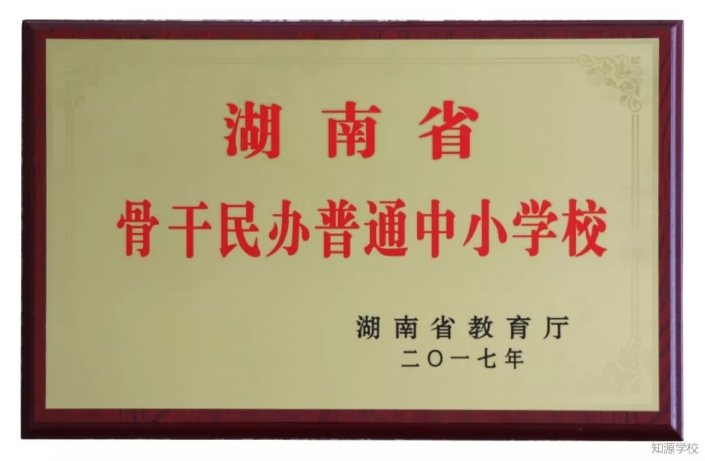 湖南省
骨干民办普通中小学校
湖南省教育厅
二〇一七年
知源学校